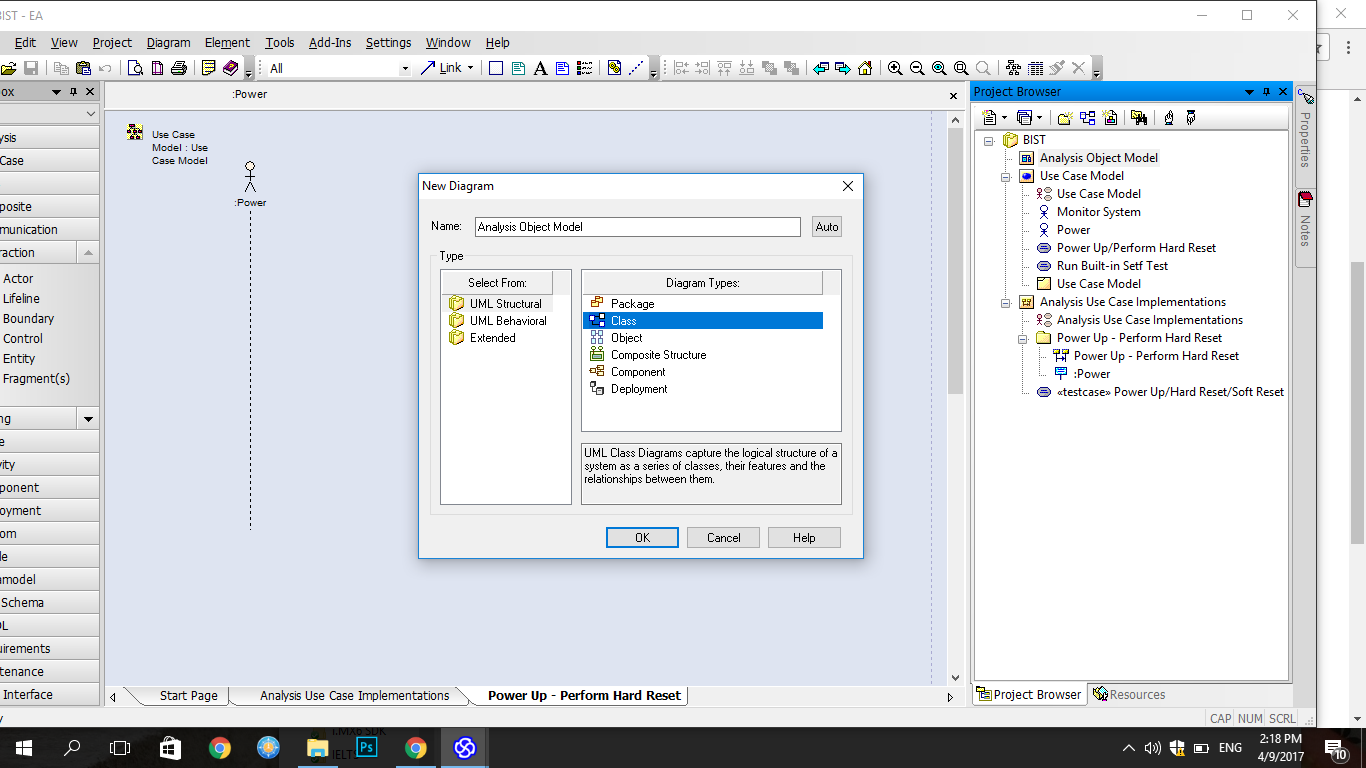 BIST - EA
Edit View Project Diagram Element Tools Add-Ins Settings Window Help
All
Link
ox
:Power
Project Browser
ysis
Case
posite
munication
raction
Actor
Lifeline
Boundary
Control
Entity
Fragment(s)
ng
e
vity
ponent
oyment
om
le
amodel
Schema
QL
uirements
tenance
Interface
Use Case
Model : Use
Case Model
:Power
New Diagram
Name: Analysis Object Model Auto
Type
Select From:
UML Structural
UML Behavioral
Extended
Diagram Types:
Package
Class
Object
Composite Structure
Component
Deployment
UML Class Diagrams capture the logical structure of a
system as a series of classes, their features and the
relationships between them.
OK Cancel Help
BIST
Analysis Object Model
Use Case Model
Use Case Model
Monitor System
Power
Power Up/Perform Hard Reset
Run Built-in Setf Test
Use Case Model
Analysis Use Case Implementations
Analysis Use Case Implementations
Power Up - Perform Hard Reset
Power Up - Perform Hard Reset
:Power
«testcase» Power Up/Hard Reset/Soft Reset
Properties
Notes
Start Page Analysis Use Case Implementations Power Up - Perform Hard Reset
Project Browser Resources
y
CAP NUM SCRL
i.MX6 SDK
IELTS
Ps
ENG
2:18 PM
4/9/2017
10